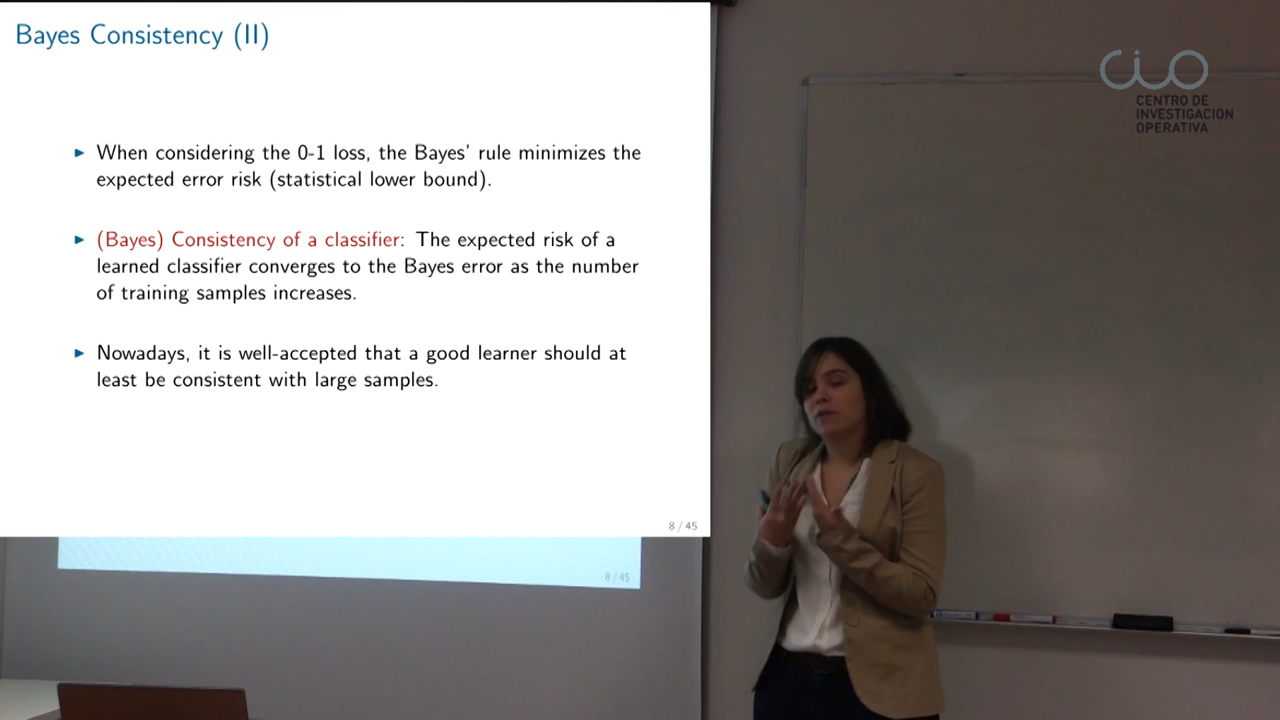 Bayes Consistency (II)
► When considering the 0-1 loss, the Bayes' rule minimizes the
expected error risk (statistical lower bound).
► (Bayes) Consistency of a classifier: The expected risk of a
learned classifier converges to the Bayes error as the number
of training samples increases.
► Nowadays, it is well-accepted that a good learner should at
least be consistent with large samples.
8 / 45
8 / 45
CIO
CENTRO DE
INVESTIGACION
OPERATIVA